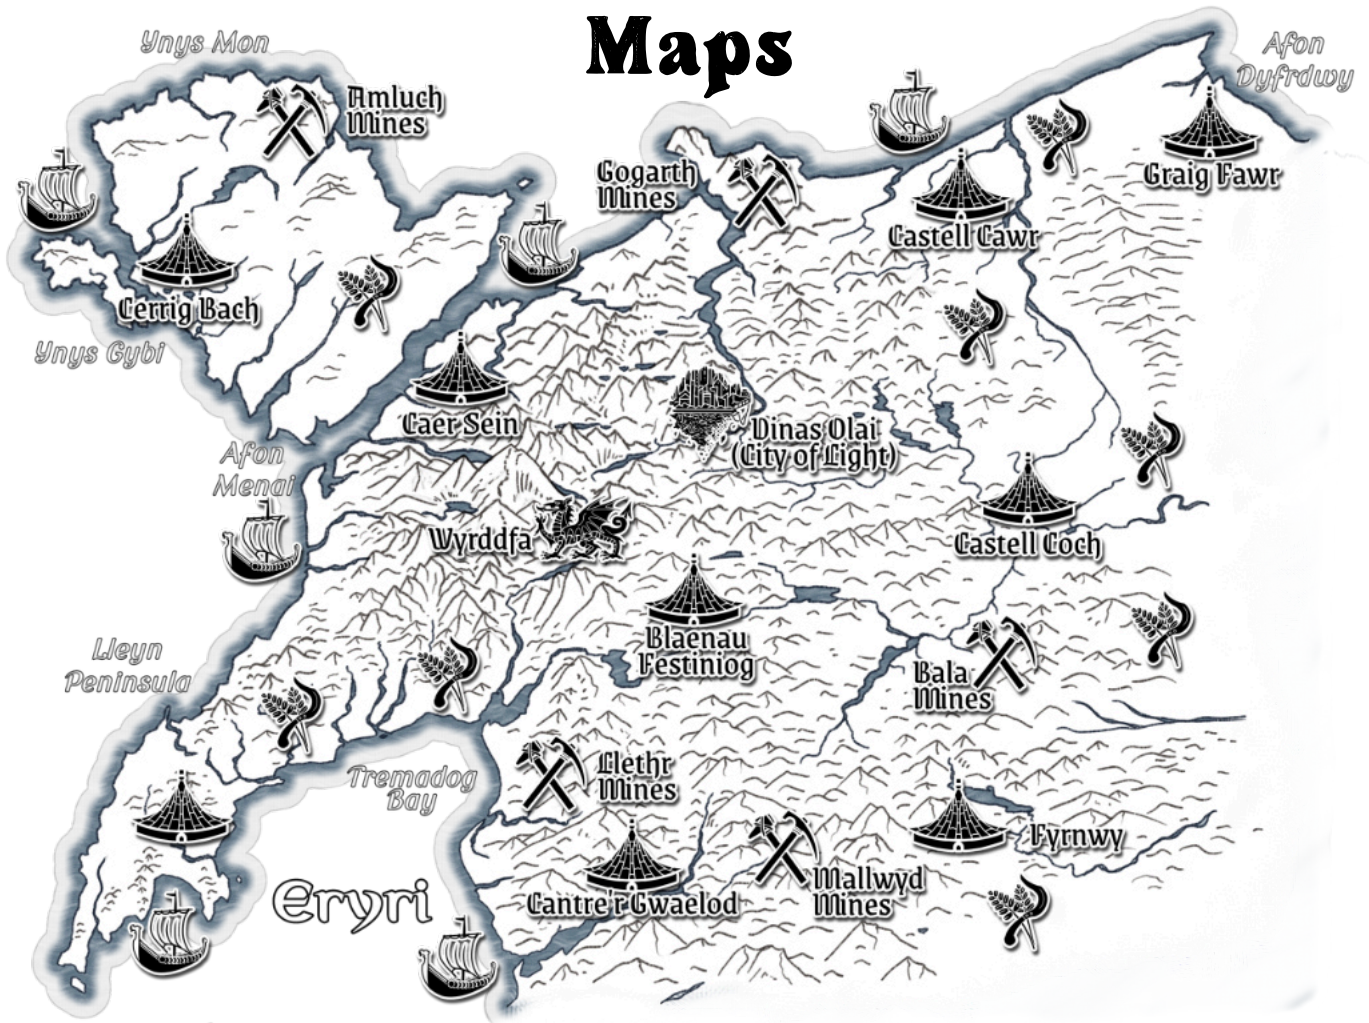 Maps
Ynys Mon
Afon
Dyfrdwy
Amluch
Mines
Gogarth
Mines
Graig Fawr
Castell Cawr
Cerrig Bach
Ynys Gybi
Caer Sein
Dinas Olai
(City of Light)
Afon
Menai
Wyrddfa
Castell Coch
Blaenau
Festiniog
Lleyn
Peninsula
Bala
Mines
Tremadog
Bay
Llethr
Mines
Fyrnwy
Eryri
Cantre'r Gwaelod
Mallwyd
Mines